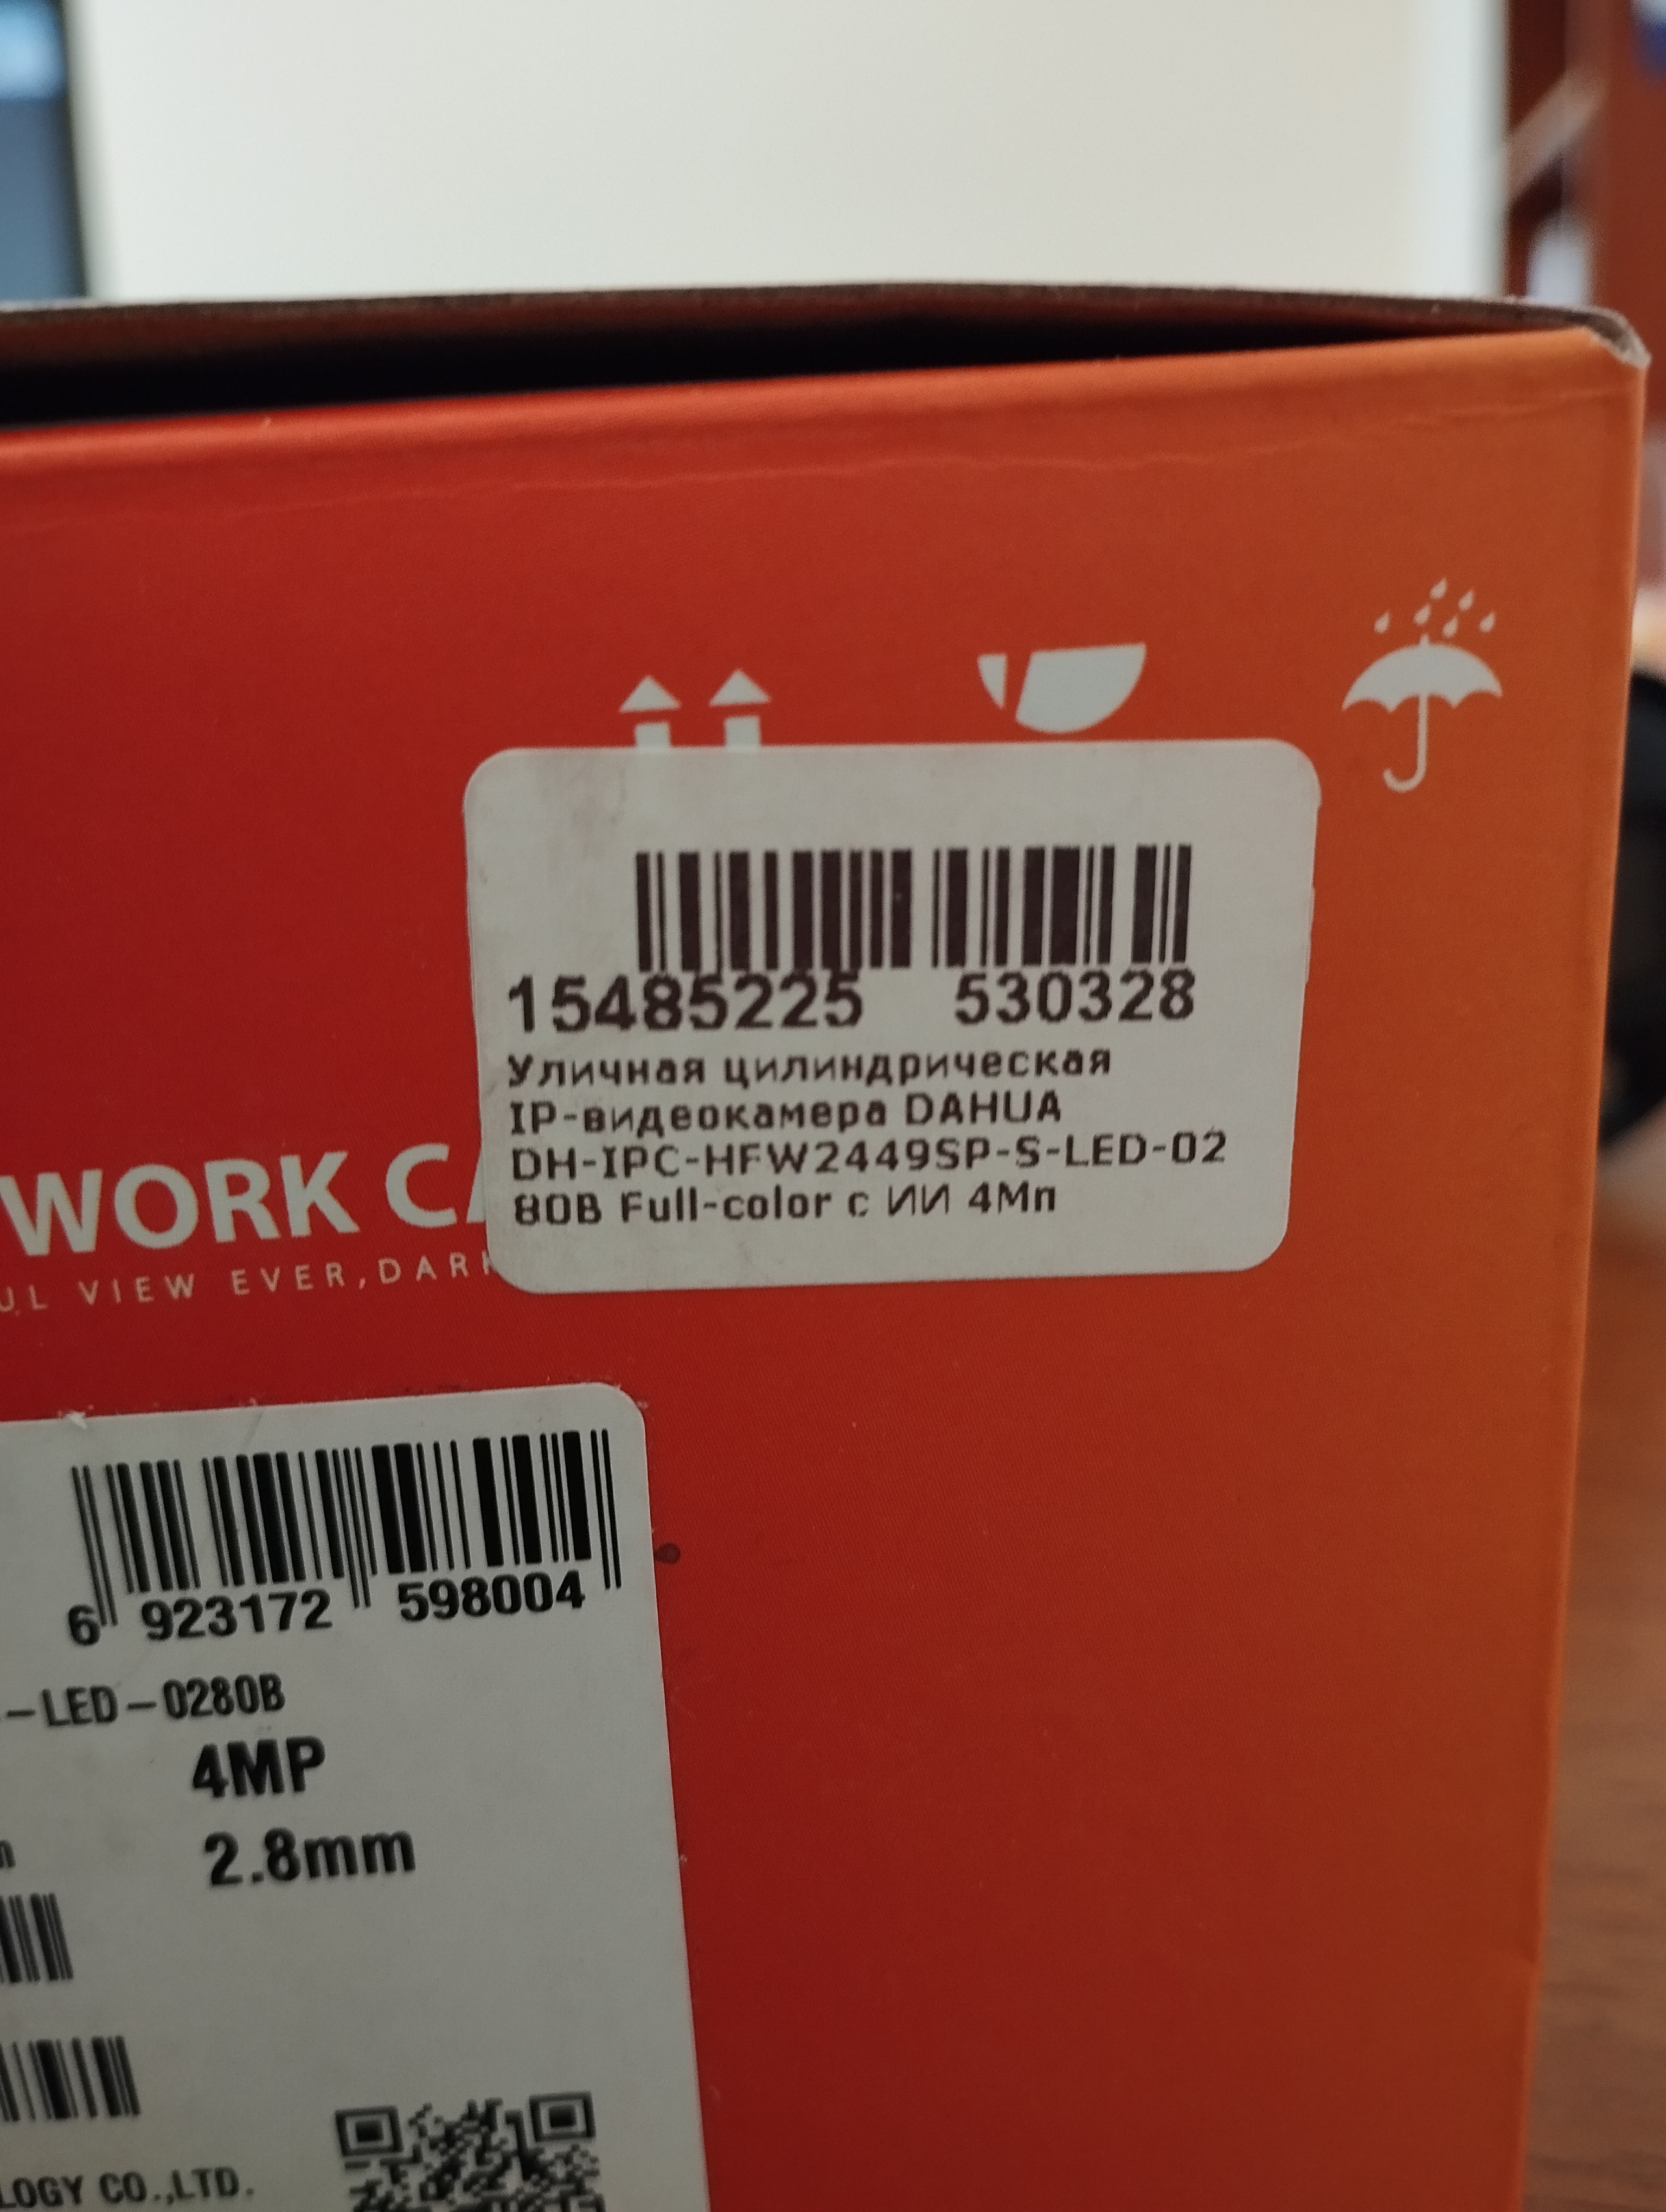 15485225 530328
Уличная цилиндрическая
IP-видеокамера DAHUA
DH-IPC-HFW2449SP-S-LED-02
80B Full-color с ИИ 4Мп
WORK CA
UL VIEW EVER,DARK
6 923172 598004
-LED-0280B
4MP
2.8mm
LOGY CO.,LTD.